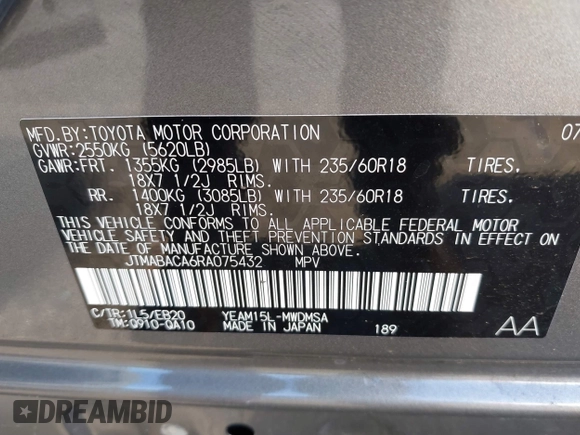 MFD.BY:TOYOTA MOTOR CORPORATION 07
GVWR:2550KG (5620LB)
GAWR:FRT. 1355KG (2985LB) WITH 235/60R18 TIRES.
18X7 1/2J RIMS.
RR. 1400KG (3085LB) WITH 235/60R18 TIRES.
18X7 1/2J RIMS.
THIS VEHICLE CONFORMS TO ALL APPLICABLE FEDERAL MOTOR
VEHICLE SAFETY AND THEFT PREVENTION STANDARDS IN EFFECT ON
THE DATE OF MANUFACTURE SHOWN ABOVE.
JTMABACA6RA075432 MPV
C/TR:1L5/EB20 YEAM15L-MWDMSA
TM:Q910-QA10 MADE IN JAPAN 189 AA
DREAMBID